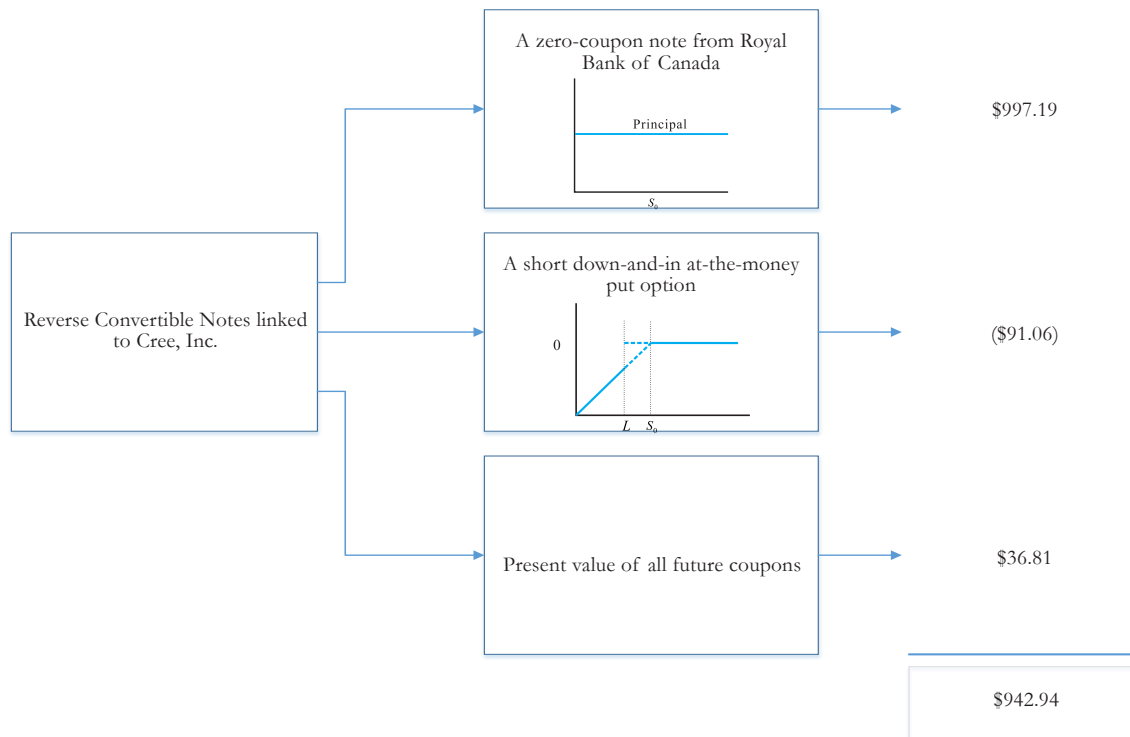 A zero-coupon note from Royal
Bank of Canada
Principal
S₀
$997.19
Reverse Convertible Notes linked
to Cree, Inc.
A short down-and-in at-the-money
put option
0
L S₀
($91.06)
Present value of all future coupons
$36.81
$942.94